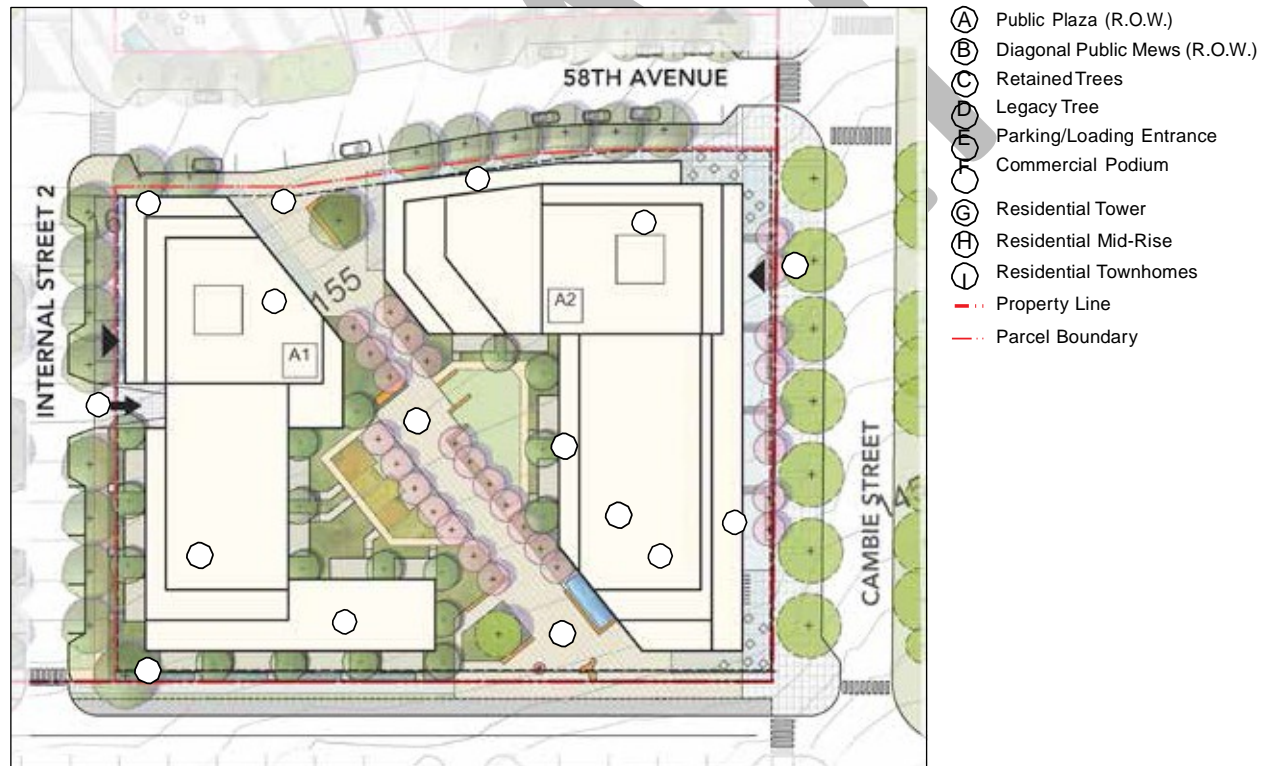 58TH AVENUE
INTERNAL STREET 2
155
A1
A2
CAMBIE STREET
A Public Plaza (R.O.W.)
B Diagonal Public Mews (R.O.W.)
C Retained Trees
D Legacy Tree
E Parking/Loading Entrance
F Commercial Podium
G Residential Tower
H Residential Mid-Rise
I Residential Townhomes
Property Line
Parcel Boundary